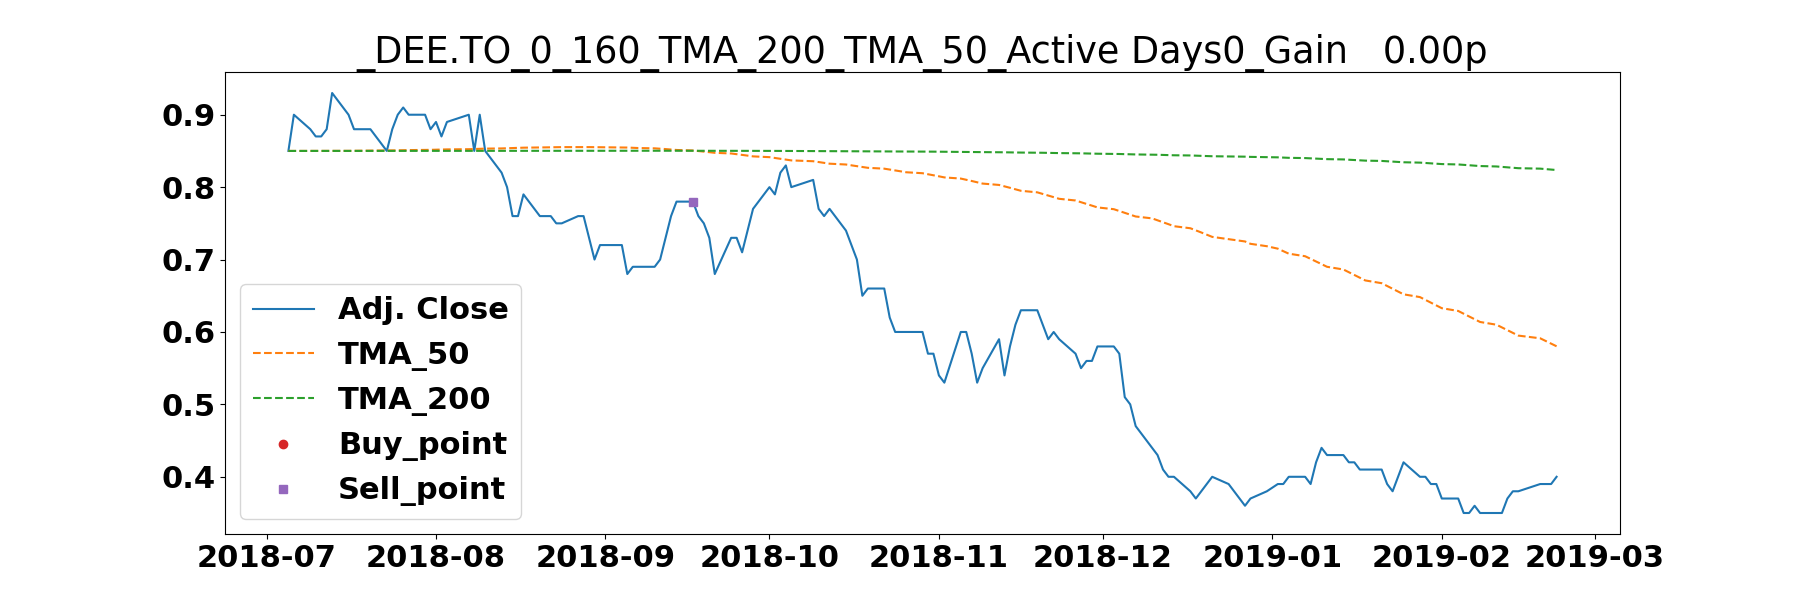 _DEE.TO_0_160_TMA_200_TMA_50_Active Days0_Gain   0.00p
0.9
0.8
0.7
0.6
0.5
0.4
Adj. Close
TMA_50
TMA_200
Buy_point
Sell_point
2018-07 2018-08 2018-09 2018-10 2018-11 2018-12 2019-01 2019-02 2019-03